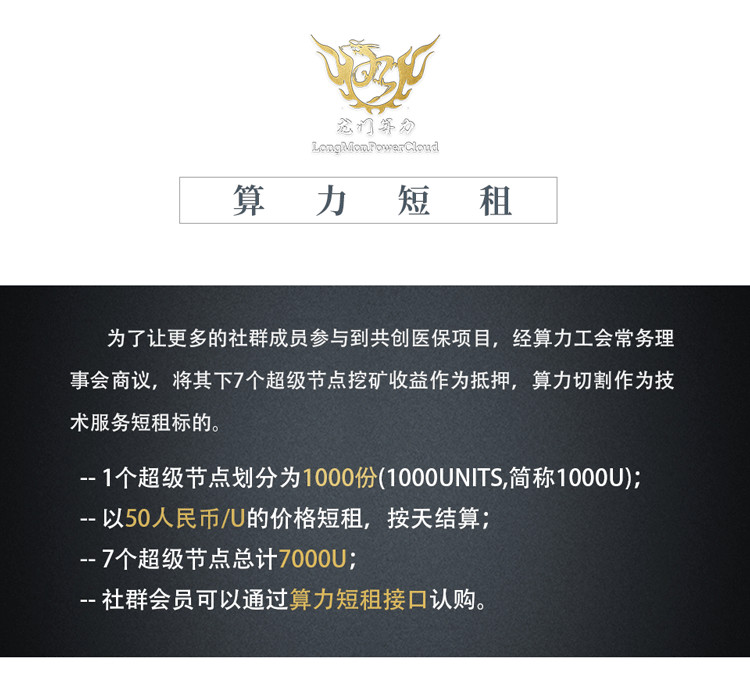 龙门算力
LongMonPowerCloud
算力短租
为了让更多的社群成员参与到共创医保项目，经算力工会常务理
事会商议，将其下7个超级节点挖矿收益作为抵押，算力切割作为技
术服务短租标的。
-- 1个超级节点划分为1000份(1000UNITS,简称1000U)；
-- 以50人民币/U的价格短租，按天结算；
-- 7个超级节点总计7000U；
-- 社群会员可以通过算力短租接口认购。